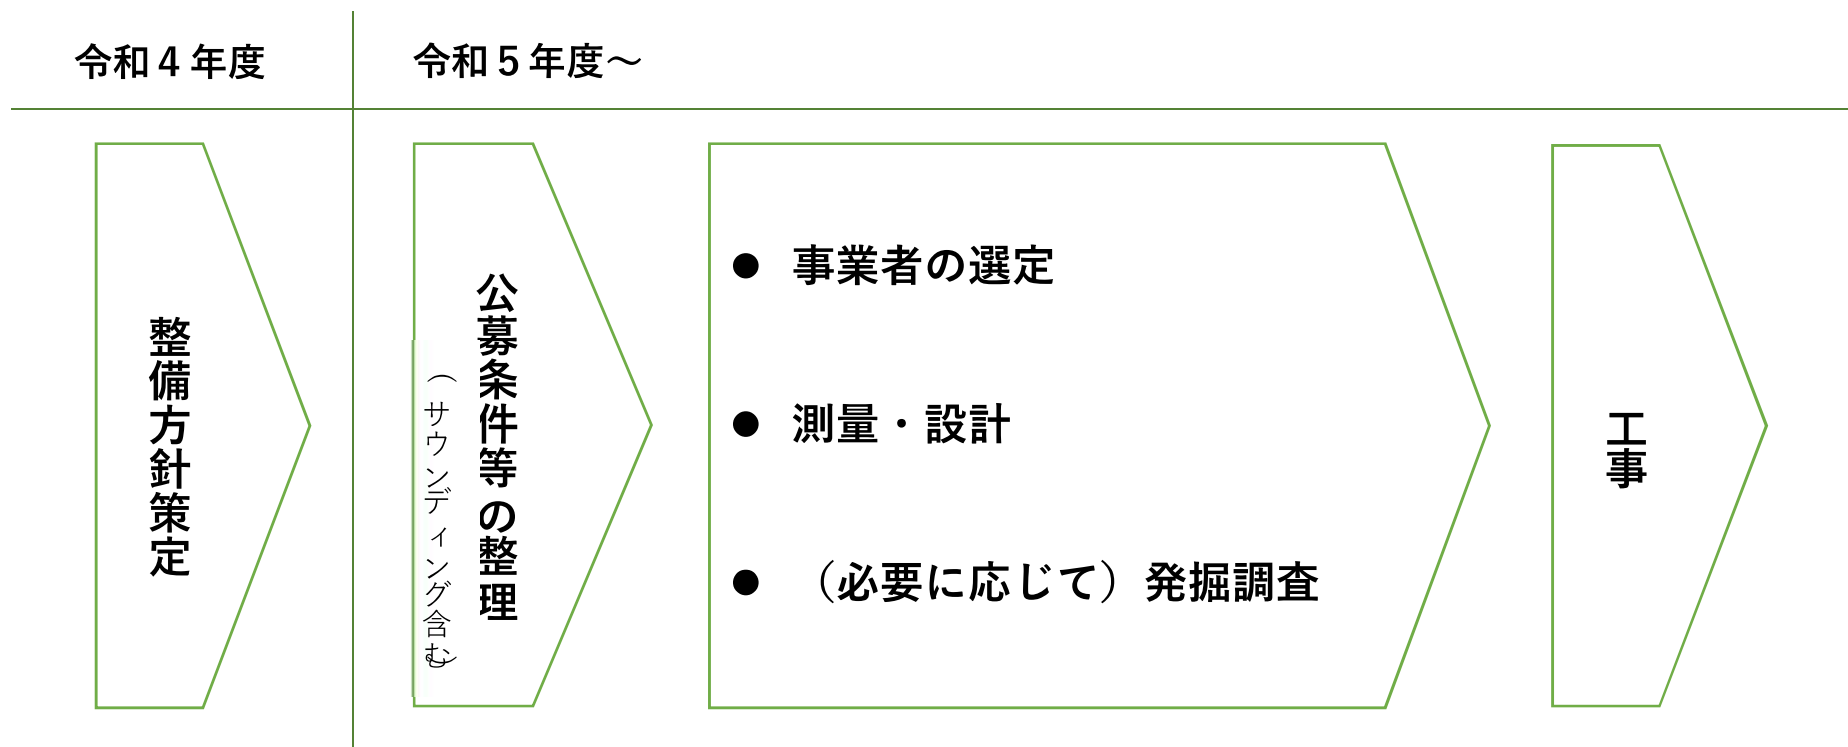 令和４年度
令和５年度～
整備方針策定
公募条件等の整理
（サウンディング含む）
● 事業者の選定
● 測量・設計
● （必要に応じて）発掘調査
工事